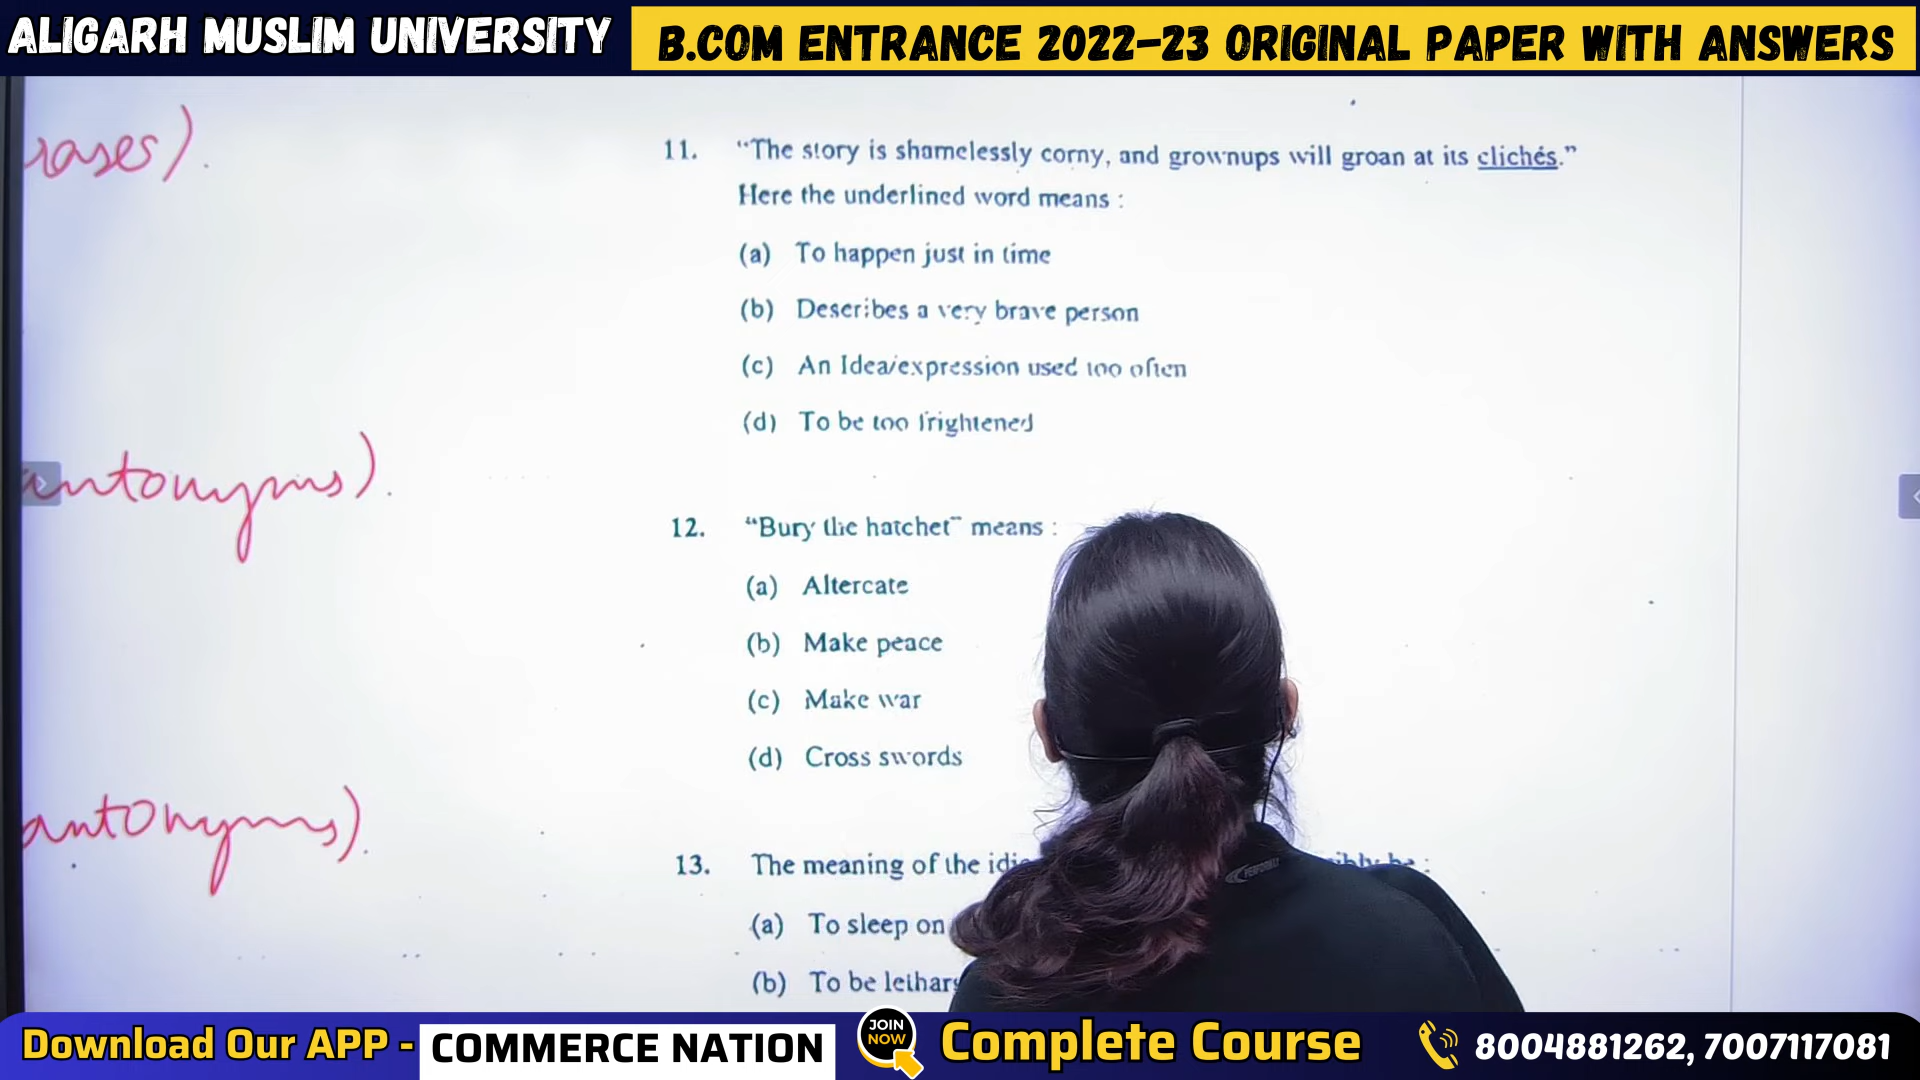 ALIGARH MUSLIM UNIVERSITY
B.COM ENTRANCE 2022-23 ORIGINAL PAPER WITH ANSWERS
11. "The story is shamelessly corny, and grownups will groan at its clichés."
Here the underlined word means :
(a) To happen just in time
(b) Describes a very brave person
(c) An Idea/expression used too often
(d) To be too frightened
antonyms).
12. "Bury the hatchet" means :
(a) Altercate
(b) Make peace
(c) Make war
(d) Cross swords
antonyms).
13. The meaning of the be :
(a) To sleep on
(b) To be
PERFORMAX
Download Our APP - COMMERCE NATION
JOIN NOW
Complete Course
8004881262, 7007117081